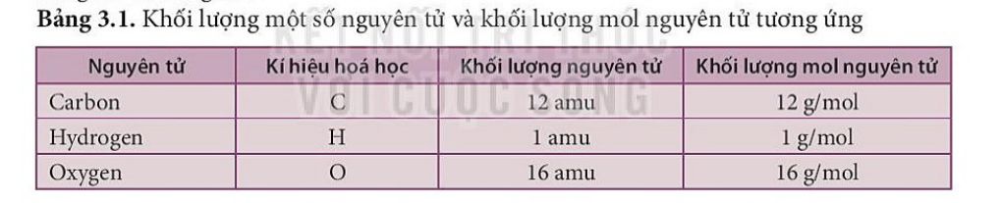 Bảng 3.1. Khối lượng một số nguyên tử và khối lượng mol nguyên tử tương ứng
KẾT NỐI TRI THỨC
Nguyên tử Kí hiệu hoá học Khối lượng nguyên tử Khối lượng mol nguyên tử
VỚI CUỘC SỐNG
Carbon C 12 amu 12 g/mol
Hydrogen H 1 amu 1 g/mol
Oxygen O 16 amu 16 g/mol